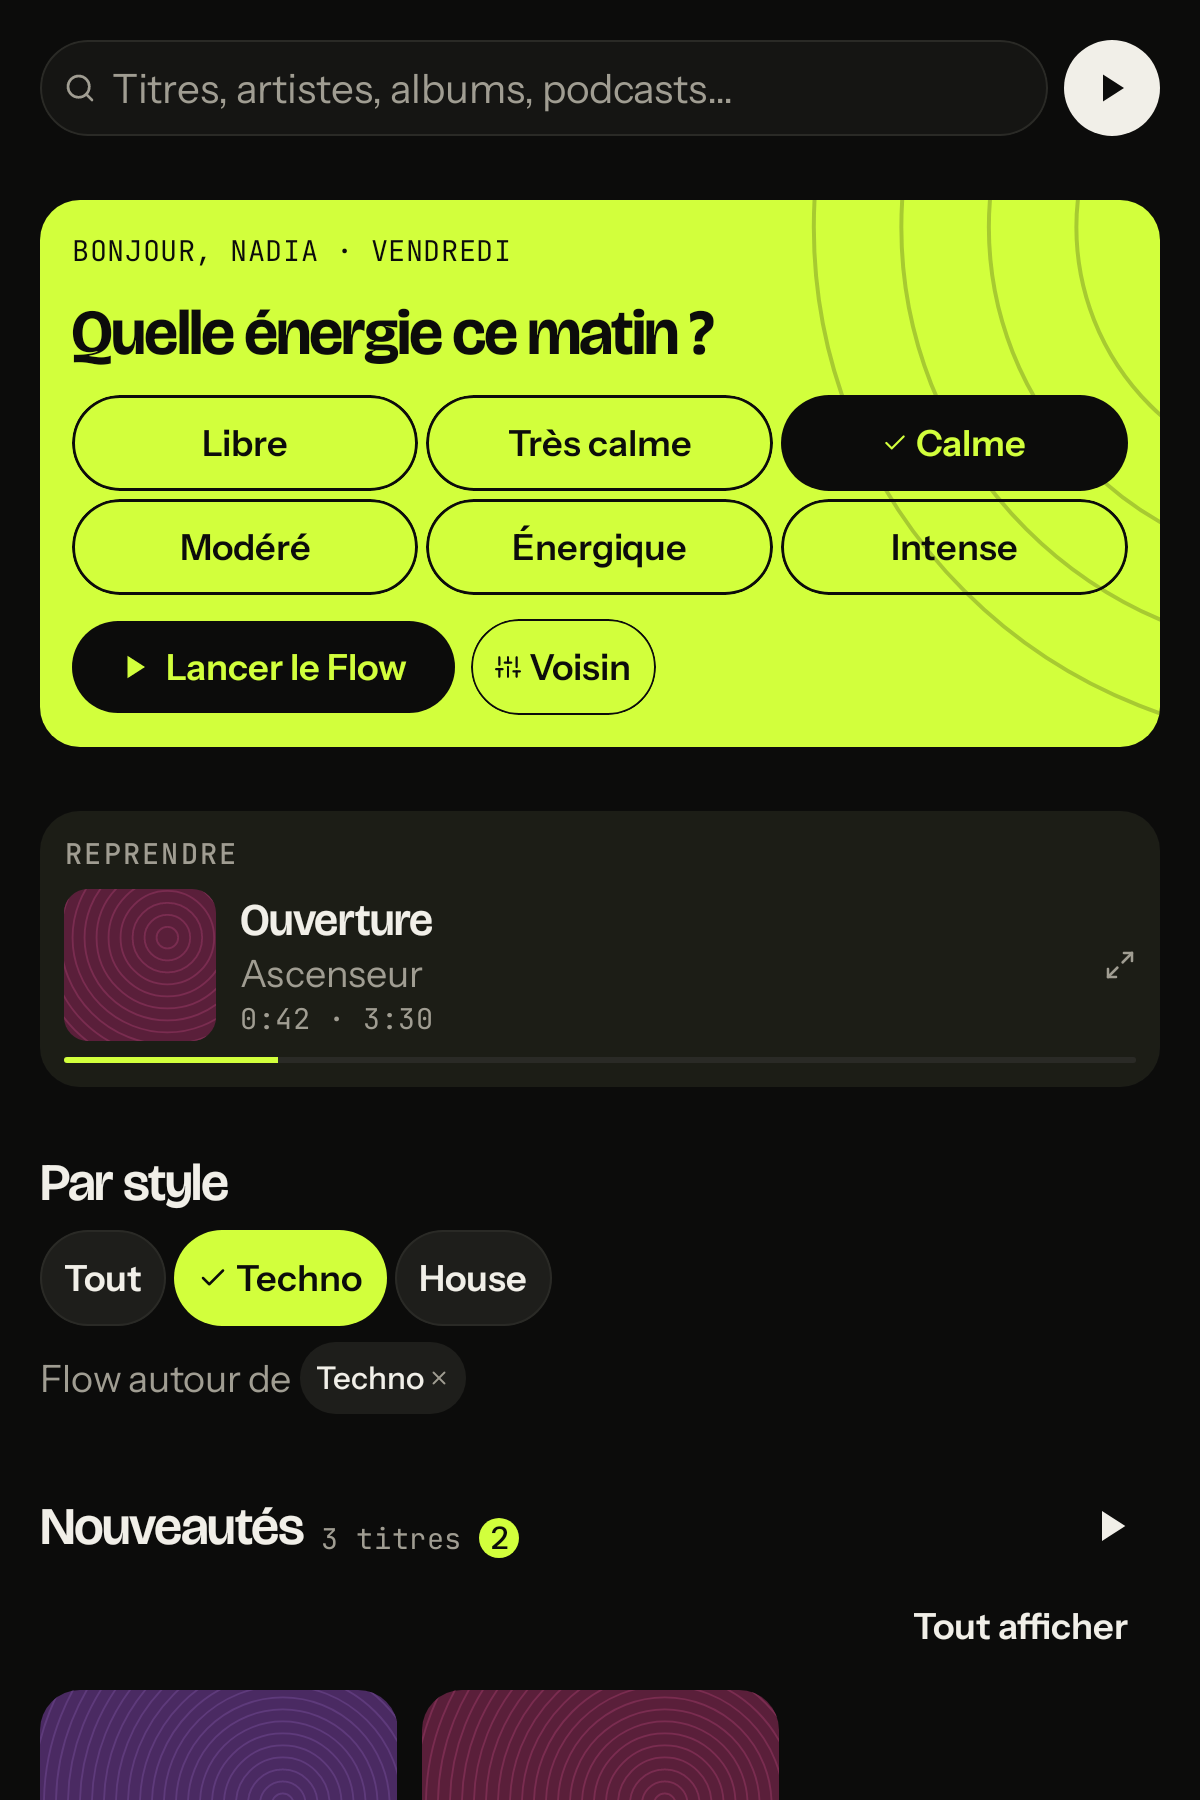 Titres, artistes, albums, podcasts...
BONJOUR, NADIA · VENDREDI
Quelle énergie ce matin ?
Libre
Très calme
Calme
Modéré
Énergique
Intense
Lancer le Flow
Voisin
REPRENDRE
Ouverture
Ascenseur
0:42 · 3:30
Par style
Tout
Techno
House
Flow autour de Techno ×
Nouveautés 3 titres 2
Tout afficher